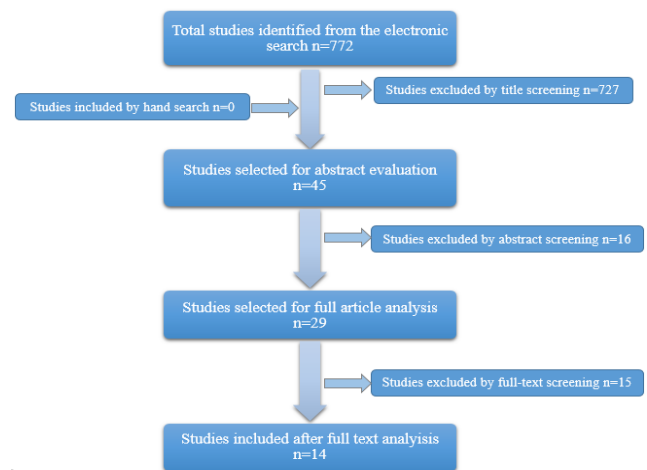 Total studies identified from the electronic
search n=772
Studies excluded by title screening n=727
Studies included by hand search n=0
Studies selected for abstract evaluation
n=45
Studies excluded by abstract screening n=16
Studies selected for full article analysis
n=29
Studies excluded by full-text screening n=15
Studies included after full text analyisis
n=14